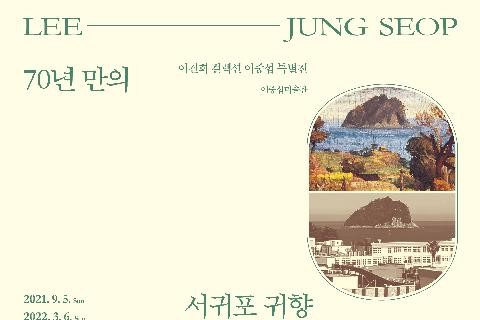 LEE JUNG SEOP
70년 만의
이건희 컬렉션 이중섭 특별전
이중섭미술관
서귀포 귀향
2021. 9. 5. Sun
2022. 3. 6.